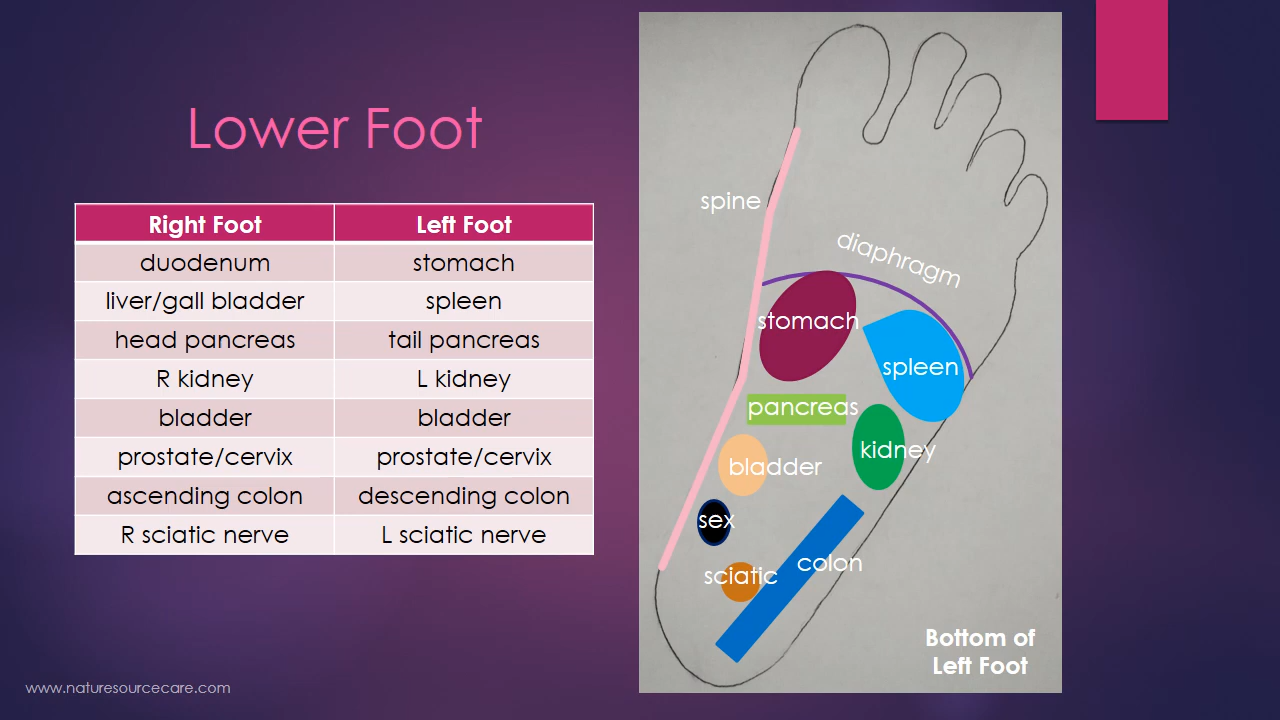 Lower Foot
Right Foot Left Foot
duodenum stomach
liver/gall bladder spleen
head pancreas tail pancreas
R kidney L kidney
bladder bladder
prostate/cervix prostate/cervix
ascending colon descending colon
R sciatic nerve L sciatic nerve
spine
diaphragm
stomach
spleen
pancreas
kidney
bladder
sex
colon
sciatic
Bottom of
Left Foot
www.naturesourcecare.com